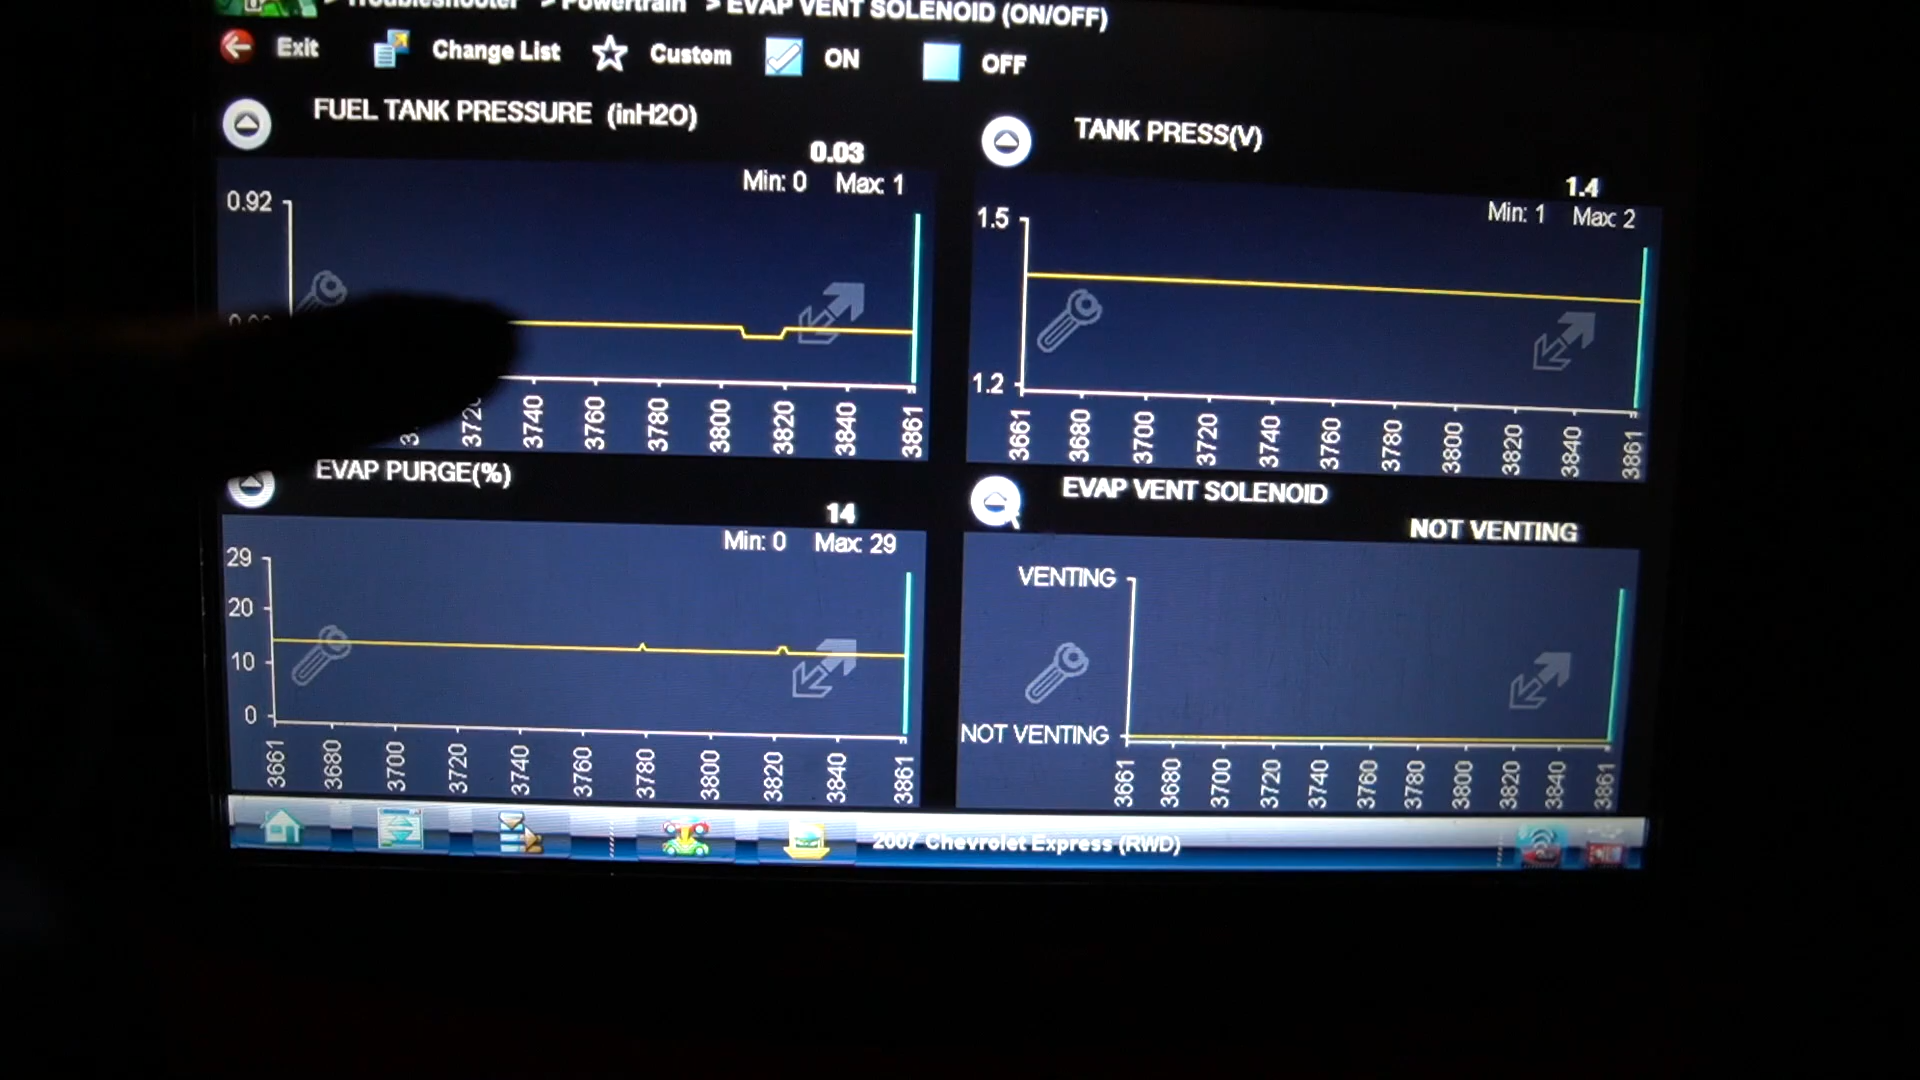 > Troubleshooter > Powertrain > EVAP VENT SOLENOID (ON/OFF)
Exit Change List Custom ON OFF
FUEL TANK PRESSURE (inH2O)
0.03
Min: 0 Max: 1
0.92
3740 3760 3780 3800 3820 3840 3861
TANK PRESS(V)
1.4
Min: 1 Max: 2
1.5
1.2
3661 3680 3700 3720 3740 3760 3780 3800 3820 3840 3861
EVAP PURGE(%)
14
Min: 0 Max: 29
29
20
10
0
3661 3680 3700 3720 3740 3760 3780 3800 3820 3840 3861
EVAP VENT SOLENOID
NOT VENTING
VENTING
NOT VENTING
3661 3680 3700 3720 3740 3760 3780 3800 3820 3840 3861
2007 Chevrolet Express (RWD)